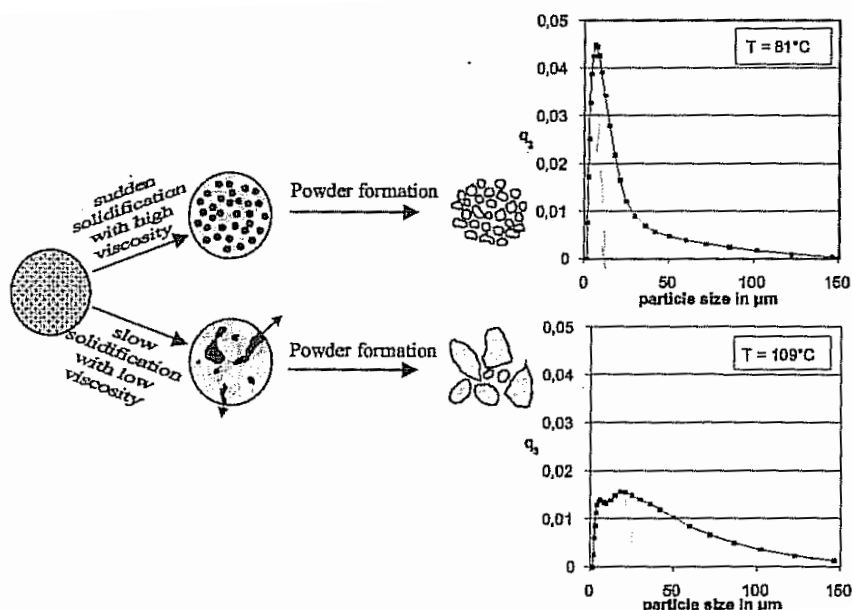 sudden
solidification
with high
viscosity
Powder formation
slow
solidification
with low
viscosity
Powder formation
0,05
0,04
0,03
0,02
0,01
0
q₃
T = 81°C
0 50 100 150
particle size in µm
0,05
0,04
0,03
0,02
0,01
0
q₃
T = 109°C
0 50 100 150
particle size in µm